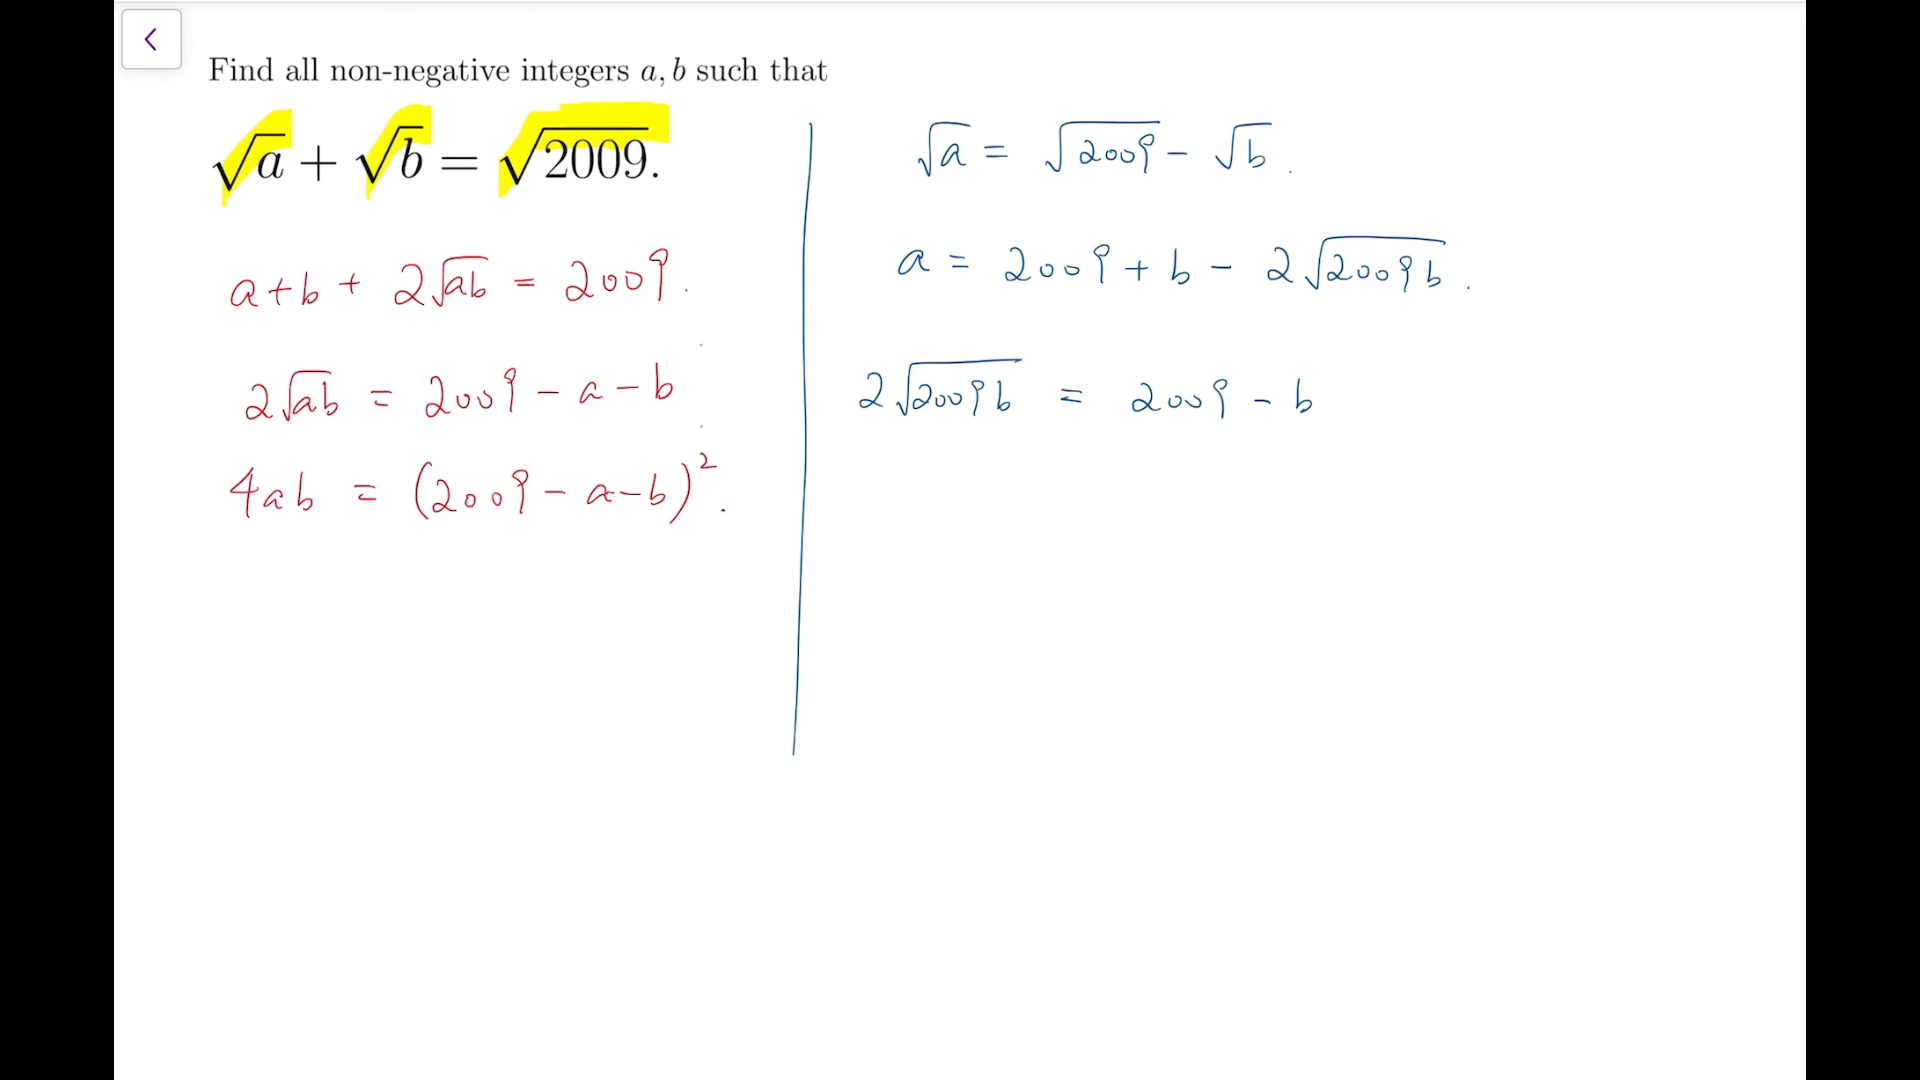 Find all non-negative integers a, b such that
√a + √b = √2009.
a + b + 2√ab = 2009.
2√ab = 2009 - a - b
4ab = (2009 - a - b)².
√a = √2009 - √b.
a = 2009 + b - 2√2009b.
2√2009b = 2009 - b